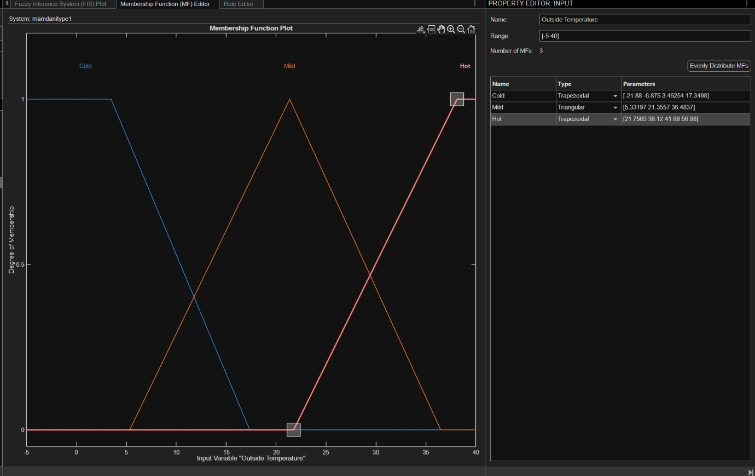 Fuzzy Inference System (FIS) Plot
Membership Function (MF) Editor
Rule Editor
System: mamdanitype1
Membership Function Plot
Cold
Mild
Hot
1
0.5
0
Degree of Membership
-5 0 5 10 15 20 25 30 35 40
Input Variable "Outside Temperature"
PROPERTY EDITOR: INPUT
Name Outside Temperature
Range [-5 40]
Number of MFs: 3
Evenly Distribute MFs
Name Type Parameters
Cold Trapezoidal [-21.88 -6.875 3.49254 17.3498]
Mild Triangular [5.33197 21.3557 36.4837]
Hot Trapezoidal [21.7503 38.12 41.88 56.88]